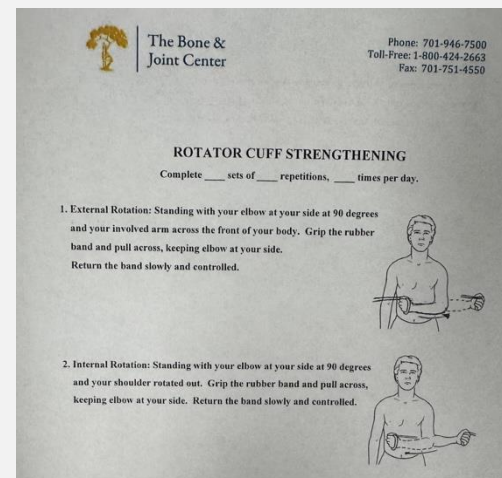 The Bone &
Joint Center
Phone: 701-946-7500
Toll-Free: 1-800-424-2663
Fax: 701-751-4550
ROTATOR CUFF STRENGTHENING
Complete ____ sets of ____ repetitions, ____ times per day.
1. External Rotation: Standing with your elbow at your side at 90 degrees
and your involved arm across the front of your body. Grip the rubber
band and pull across, keeping elbow at your side.
Return the band slowly and controlled.
2. Internal Rotation: Standing with your elbow at your side at 90 degrees
and your shoulder rotated out. Grip the rubber band and pull across,
keeping elbow at your side. Return the band slowly and controlled.